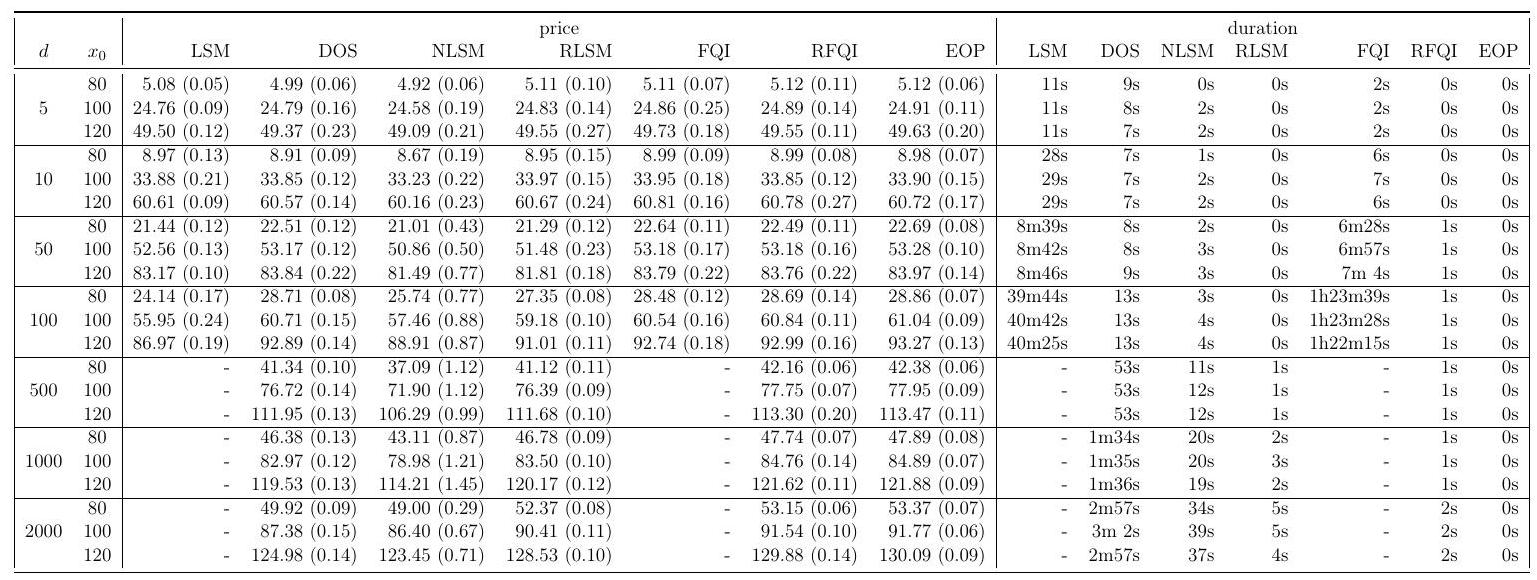 price duration
d x0 LSM DOS NLSM RLSM FQI RFQI EOP LSM DOS NLSM RLSM FQI RFQI EOP
80 5.08 (0.05) 4.99 (0.06) 4.92 (0.06) 5.11 (0.10) 5.11 (0.07) 5.12 (0.11) 5.12 (0.06) 11s 9s 0s 0s 2s 0s 0s
5 100 24.76 (0.09) 24.79 (0.16) 24.58 (0.19) 24.83 (0.14) 24.86 (0.25) 24.89 (0.14) 24.91 (0.11) 11s 8s 2s 0s 2s 0s 0s
120 49.50 (0.12) 49.37 (0.23) 49.09 (0.21) 49.55 (0.27) 49.73 (0.18) 49.55 (0.11) 49.63 (0.20) 11s 7s 2s 0s 2s 0s 0s
80 8.97 (0.13) 8.91 (0.09) 8.67 (0.19) 8.95 (0.15) 8.99 (0.09) 8.99 (0.08) 8.98 (0.07) 28s 7s 1s 0s 6s 0s 0s
10 100 33.88 (0.21) 33.85 (0.12) 33.23 (0.22) 33.97 (0.15) 33.95 (0.18) 33.85 (0.12) 33.90 (0.15) 29s 7s 2s 0s 7s 0s 0s
120 60.61 (0.09) 60.57 (0.14) 60.16 (0.23) 60.67 (0.24) 60.81 (0.16) 60.78 (0.27) 60.72 (0.17) 29s 7s 2s 0s 6s 0s 0s
80 21.44 (0.12) 22.51 (0.12) 21.01 (0.43) 21.29 (0.12) 22.64 (0.11) 22.49 (0.11) 22.69 (0.08) 8m39s 8s 2s 0s 6m28s 1s 0s
50 100 52.56 (0.13) 53.17 (0.12) 50.86 (0.50) 51.48 (0.23) 53.18 (0.17) 53.18 (0.16) 53.28 (0.10) 8m42s 8s 3s 0s 6m57s 1s 0s
120 83.17 (0.10) 83.84 (0.22) 81.49 (0.77) 81.81 (0.18) 83.79 (0.22) 83.76 (0.22) 83.97 (0.14) 8m46s 9s 3s 0s 7m 4s 1s 0s
80 24.14 (0.17) 28.71 (0.08) 25.74 (0.77) 27.35 (0.08) 28.48 (0.12) 28.69 (0.14) 28.86 (0.07) 39m44s 13s 3s 0s 1h23m39s 1s 0s
100 100 55.95 (0.24) 60.71 (0.15) 57.46 (0.88) 59.18 (0.10) 60.54 (0.16) 60.84 (0.11) 61.04 (0.09) 40m42s 13s 4s 0s 1h23m28s 1s 0s
120 86.97 (0.19) 92.89 (0.14) 88.91 (0.87) 91.01 (0.11) 92.74 (0.18) 92.99 (0.16) 93.27 (0.13) 40m25s 13s 4s 0s 1h22m15s 1s 0s
80 - 41.34 (0.10) 37.09 (1.12) 41.12 (0.11) - 42.16 (0.06) 42.38 (0.06) - 53s 11s 1s - 1s 0s
500 100 - 76.72 (0.14) 71.90 (1.12) 76.39 (0.09) - 77.75 (0.07) 77.95 (0.09) - 53s 12s 1s - 1s 0s
120 - 111.95 (0.13) 106.29 (0.99) 111.68 (0.10) - 113.30 (0.20) 113.47 (0.11) - 53s 12s 1s - 1s 0s
80 - 46.38 (0.13) 43.11 (0.87) 46.78 (0.09) - 47.74 (0.07) 47.89 (0.08) - 1m34s 20s 2s - 1s 0s
1000 100 - 82.97 (0.12) 78.98 (1.21) 83.50 (0.10) - 84.76 (0.14) 84.89 (0.07) - 1m35s 20s 3s - 1s 0s
120 - 119.53 (0.13) 114.21 (1.45) 120.17 (0.12) - 121.62 (0.11) 121.88 (0.09) - 1m36s 19s 2s - 1s 0s
80 - 49.92 (0.09) 49.00 (0.29) 52.37 (0.08) - 53.15 (0.06) 53.37 (0.07) - 2m57s 34s 5s - 2s 0s
2000 100 - 87.38 (0.15) 86.40 (0.67) 90.41 (0.11) - 91.54 (0.10) 91.77 (0.06) - 3m 2s 39s 5s - 2s 0s
120 - 124.98 (0.14) 123.45 (0.71) 128.53 (0.10) - 129.88 (0.14) 130.09 (0.09) - 2m57s 37s 4s - 2s 0s